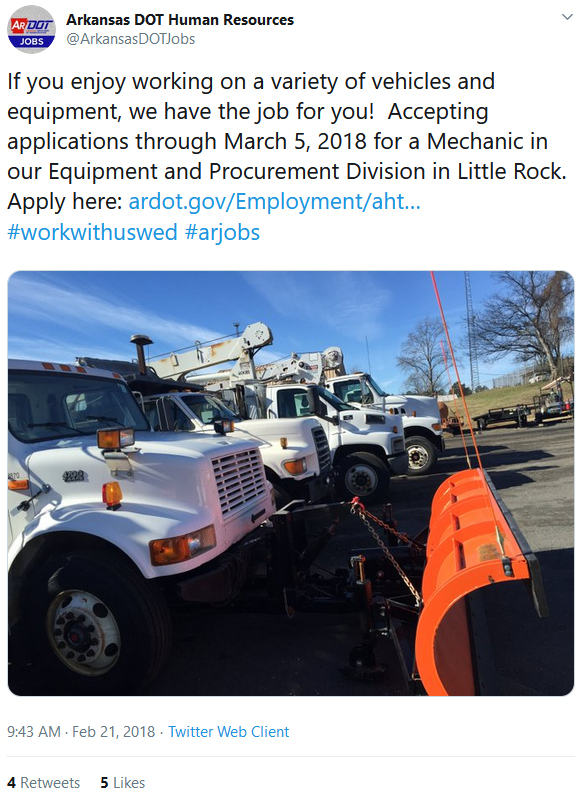 ARDOT
JOBS
Arkansas DOT Human Resources
@ArkansasDOTJobs
If you enjoy working on a variety of vehicles and
equipment, we have the job for you!  Accepting
applications through March 5, 2018 for a Mechanic in
our Equipment and Procurement Division in Little Rock.
Apply here: ardot.gov/Employment/aht...
#workwithuswed #arjobs
9:43 AM · Feb 21, 2018 · Twitter Web Client
4 Retweets 5 Likes